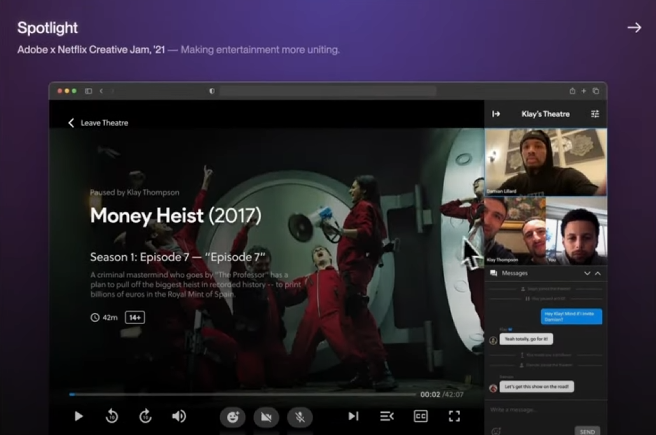 Spotlight
Adobe x Netflix Creative Jam, '21 — Making entertainment more uniting.
Leave Theatre
Klay's Theatre
Paused by Klay Thompson
Money Heist (2017)
Season 1: Episode 7 — "Episode 7"
A criminal mastermind who goes by "The Professor" has a
plan to pull off the biggest heist in recorded history -- to print
billions of euros in the Royal Mint of Spain.
42m 14+
Damian Lillard
Klay Thompson
You
Messages
Hey Klay! Mind if I invite
Damian?
Yeah totally, go for it!
Let's get this show on the road!
00:02 /42:07
Write a message...
SEND